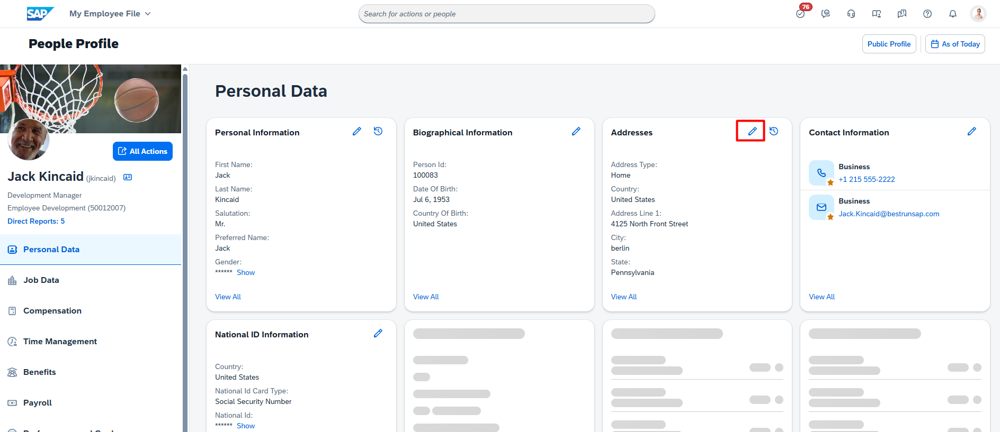 SAP My Employee File
Search for actions or people
76
People Profile
Public Profile
As of Today
All Actions
Jack Kincaid (jkincaid)
Development Manager
Employee Development (50012007)
Direct Reports: 5
Personal Data
Job Data
Compensation
Time Management
Benefits
Payroll
Personal Data
Personal Information
First Name:
Jack
Last Name:
Kincaid
Salutation:
Mr.
Preferred Name:
Jack
Gender:
****** Show
View All
Biographical Information
Person Id:
100083
Date Of Birth:
Jul 6, 1953
Country Of Birth:
United States
View All
Addresses
Address Type:
Home
Country:
United States
Address Line 1:
4125 North Front Street
City:
berlin
State:
Pennsylvania
View All
Contact Information
Business
+1 215 555-2222
Business
Jack.Kincaid@bestrunsap.com
View All
National ID Information
Country:
United States
National Id Card Type:
Social Security Number
National Id:
****** Show